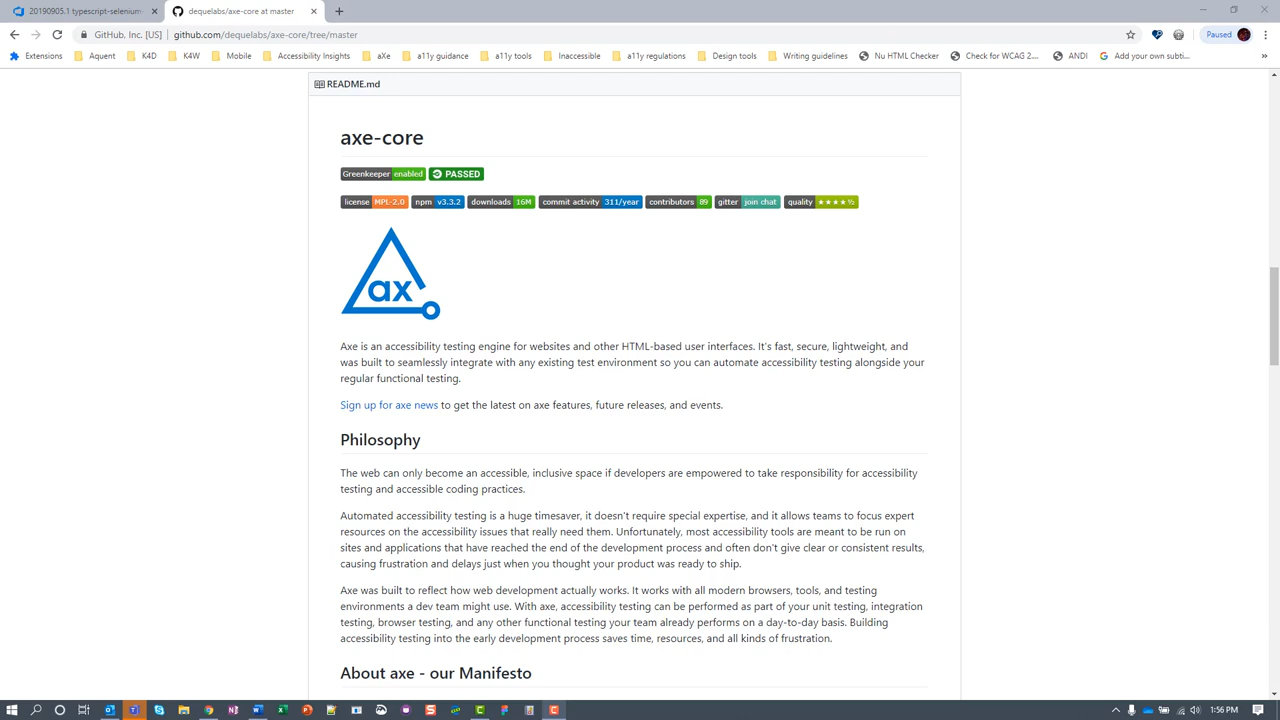 20190905.1 typescript-selenium-
dequelabs/axe-core at master
GitHub, Inc. [US]
github.com/dequelabs/axe-core/tree/master
Paused
Extensions
Aquent
K4D
K4W
Mobile
Accessibility Insights
aXe
a11y guidance
a11y tools
Inaccessible
a11y regulations
Design tools
Writing guidelines
Nu HTML Checker
Check for WCAG 2....
ANDI
Add your own subti...
README.md
axe-core
Greenkeeper enabled PASSED
license MPL-2.0 npm v3.3.2 downloads 16M commit activity 311/year contributors 89 gitter join chat quality ★★★★½
ax
Axe is an accessibility testing engine for websites and other HTML-based user interfaces. It's fast, secure, lightweight, and
was built to seamlessly integrate with any existing test environment so you can automate accessibility testing alongside your
regular functional testing.
Sign up for axe news to get the latest on axe features, future releases, and events.
Philosophy
The web can only become an accessible, inclusive space if developers are empowered to take responsibility for accessibility
testing and accessible coding practices.
Automated accessibility testing is a huge timesaver, it doesn't require special expertise, and it allows teams to focus expert
resources on the accessibility issues that really need them. Unfortunately, most accessibility tools are meant to be run on
sites and applications that have reached the end of the development process and often don't give clear or consistent results,
causing frustration and delays just when you thought your product was ready to ship.
Axe was built to reflect how web development actually works. It works with all modern browsers, tools, and testing
environments a dev team might use. With axe, accessibility testing can be performed as part of your unit testing, integration
testing, browser testing, and any other functional testing your team already performs on a day-to-day basis. Building
accessibility testing into the early development process saves time, resources, and all kinds of frustration.
About axe - our Manifesto
1:56 PM